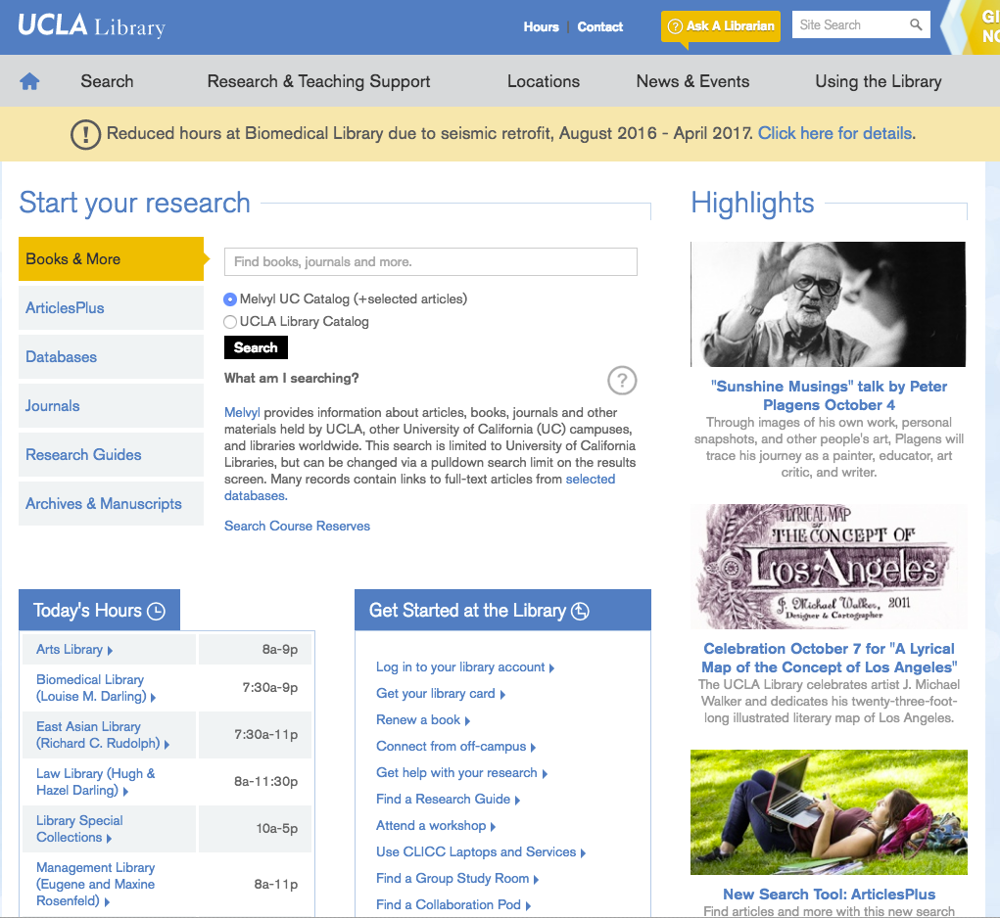 UCLA Library
Hours | Contact
Ask A Librarian
Site Search
GI
NO
Search
Research & Teaching Support
Locations
News & Events
Using the Library
Reduced hours at Biomedical Library due to seismic retrofit, August 2016 - April 2017. Click here for details.
Start your research
Books & More
ArticlesPlus
Databases
Journals
Research Guides
Archives & Manuscripts
Find books, journals and more.
Melvyl UC Catalog (+selected articles)
UCLA Library Catalog
Search
What am I searching?
?
Melvyl provides information about articles, books, journals and other
materials held by UCLA, other University of California (UC) campuses,
and libraries worldwide. This search is limited to University of California
Libraries, but can be changed via a pulldown search limit on the results
screen. Many records contain links to full-text articles from selected
databases.
Search Course Reserves
Today's Hours
Arts Library 8a-9p
Biomedical Library
(Louise M. Darling) 7:30a-9p
East Asian Library
(Richard C. Rudolph) 7:30a-11p
Law Library (Hugh &
Hazel Darling) 8a-11:30p
Library Special
Collections 10a-5p
Management Library
(Eugene and Maxine
Rosenfeld) 8a-11p
Get Started at the Library
Log in to your library account
Get your library card
Renew a book
Connect from off-campus
Get help with your research
Find a Research Guide
Attend a workshop
Use CLICC Laptops and Services
Find a Group Study Room
Find a Collaboration Pod
Highlights
"Sunshine Musings" talk by Peter
Plagens October 4
Through images of his own work, personal
snapshots, and other people's art, Plagens will
trace his journey as a painter, educator, art
critic, and writer.
LYRICAL MAP
OF
THE CONCEPT OF
Los Angeles
J. Michael Walker, 2011
Designer & Cartographer
Celebration October 7 for "A Lyrical
Map of the Concept of Los Angeles"
The UCLA Library celebrates artist J. Michael
Walker and dedicates his twenty-three-foot-
long illustrated literary map of Los Angeles.
New Search Tool: ArticlesPlus
Find articles and more with this new search